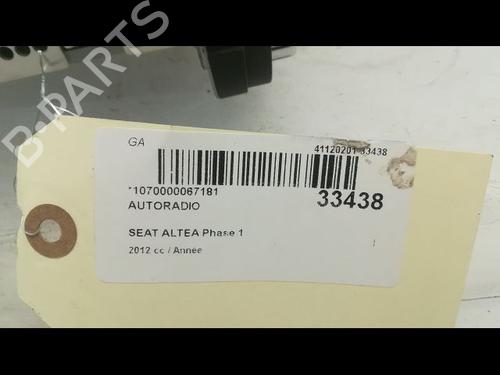 GA
41120201-33438
*1070000067181
33438
AUTORADIO
SEAT ALTEA Phase 1
2012 cc / Année
B-PARTS